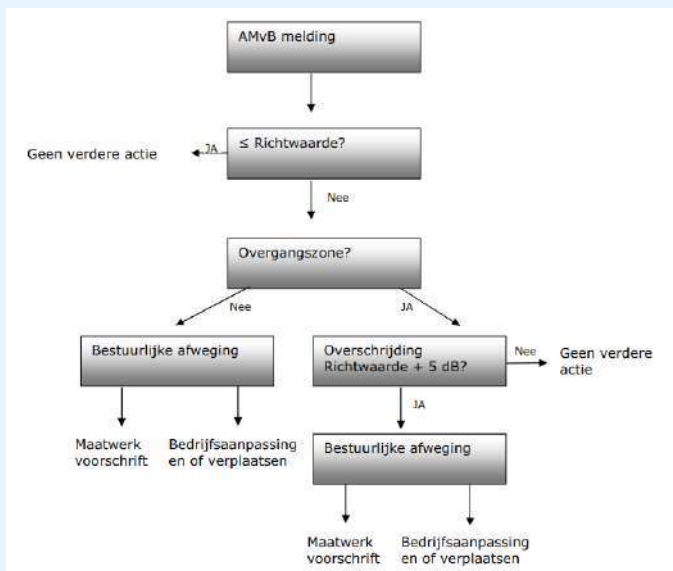 AMvB melding
≤ Richtwaarde?
JA
Geen verdere actie
Nee
Overgangszone?
Nee
JA
Bestuurlijke afweging
Overschrijding
Richtwaarde + 5 dB?
Nee
Geen verdere
actie
JA
Maatwerk
voorschrift
Bedrijfsaanpassing
en of verplaatsen
Bestuurlijke afweging
Maatwerk
voorschrift
Bedrijfsaanpassing
en of verplaatsen